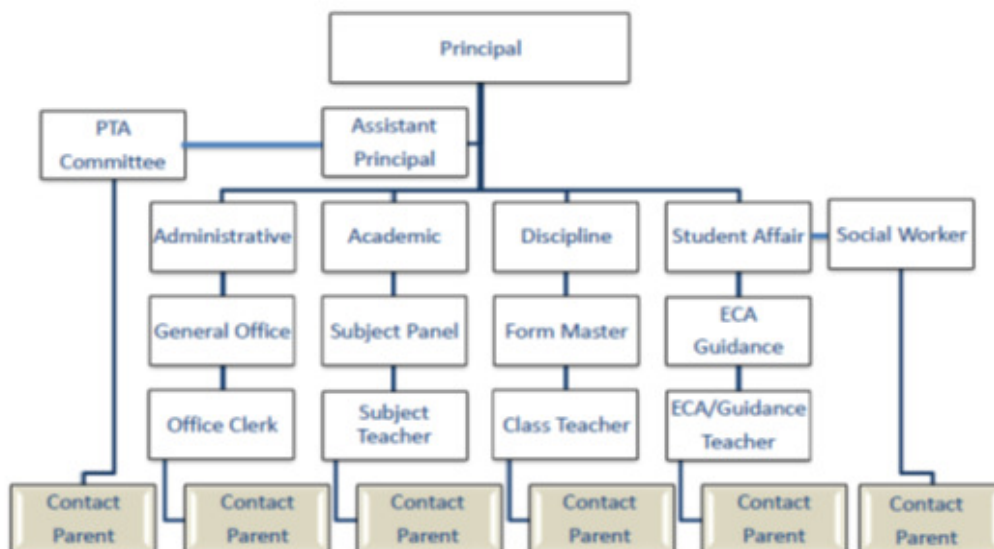 Principal
PTA
Committee
Assistant
Principal
Administrative
Academic
Discipline
Student Affair
Social Worker
General Office
Subject Panel
Form Master
ECA
Guidance
Office Clerk
Subject
Teacher
Class Teacher
ECA/Guidance
Teacher
Contact
Parent
Contact
Parent
Contact
Parent
Contact
Parent
Contact
Parent
Contact
Parent